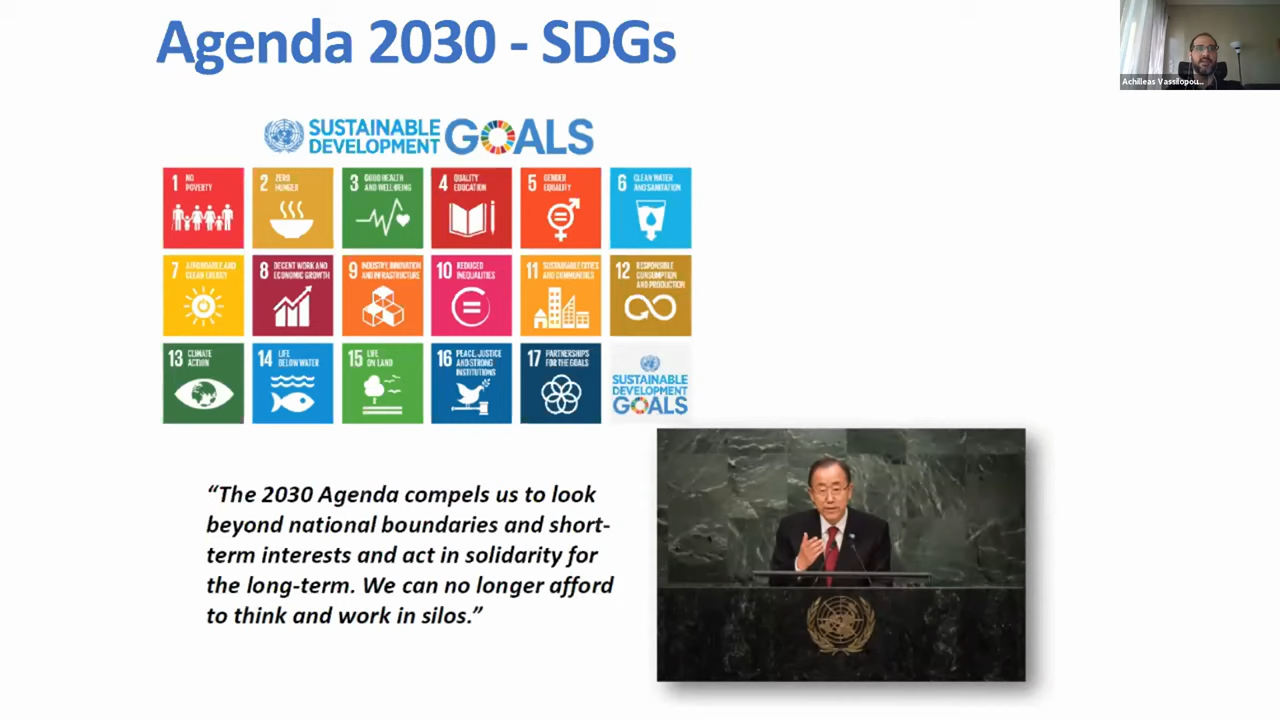 Agenda 2030 - SDGs
Achilleas Vassilopou...
SUSTAINABLE
DEVELOPMENT
GOALS
1 NO
POVERTY
2 ZERO
HUNGER
3 GOOD HEALTH
AND WELL-BEING
4 QUALITY
EDUCATION
5 GENDER
EQUALITY
6 CLEAN WATER
AND SANITATION
7 AFFORDABLE AND
CLEAN ENERGY
8 DECENT WORK AND
ECONOMIC GROWTH
9 INDUSTRY, INNOVATION
AND INFRASTRUCTURE
10 REDUCED
INEQUALITIES
11 SUSTAINABLE CITIES
AND COMMUNITIES
12 RESPONSIBLE
CONSUMPTION
AND PRODUCTION
13 CLIMATE
ACTION
14 LIFE
BELOW WATER
15 LIFE
ON LAND
16 PEACE, JUSTICE
AND STRONG
INSTITUTIONS
17 PARTNERSHIPS
FOR THE GOALS
SUSTAINABLE
DEVELOPMENT
GOALS
“The 2030 Agenda compels us to look
beyond national boundaries and short-
term interests and act in solidarity for
the long-term. We can no longer afford
to think and work in silos.”